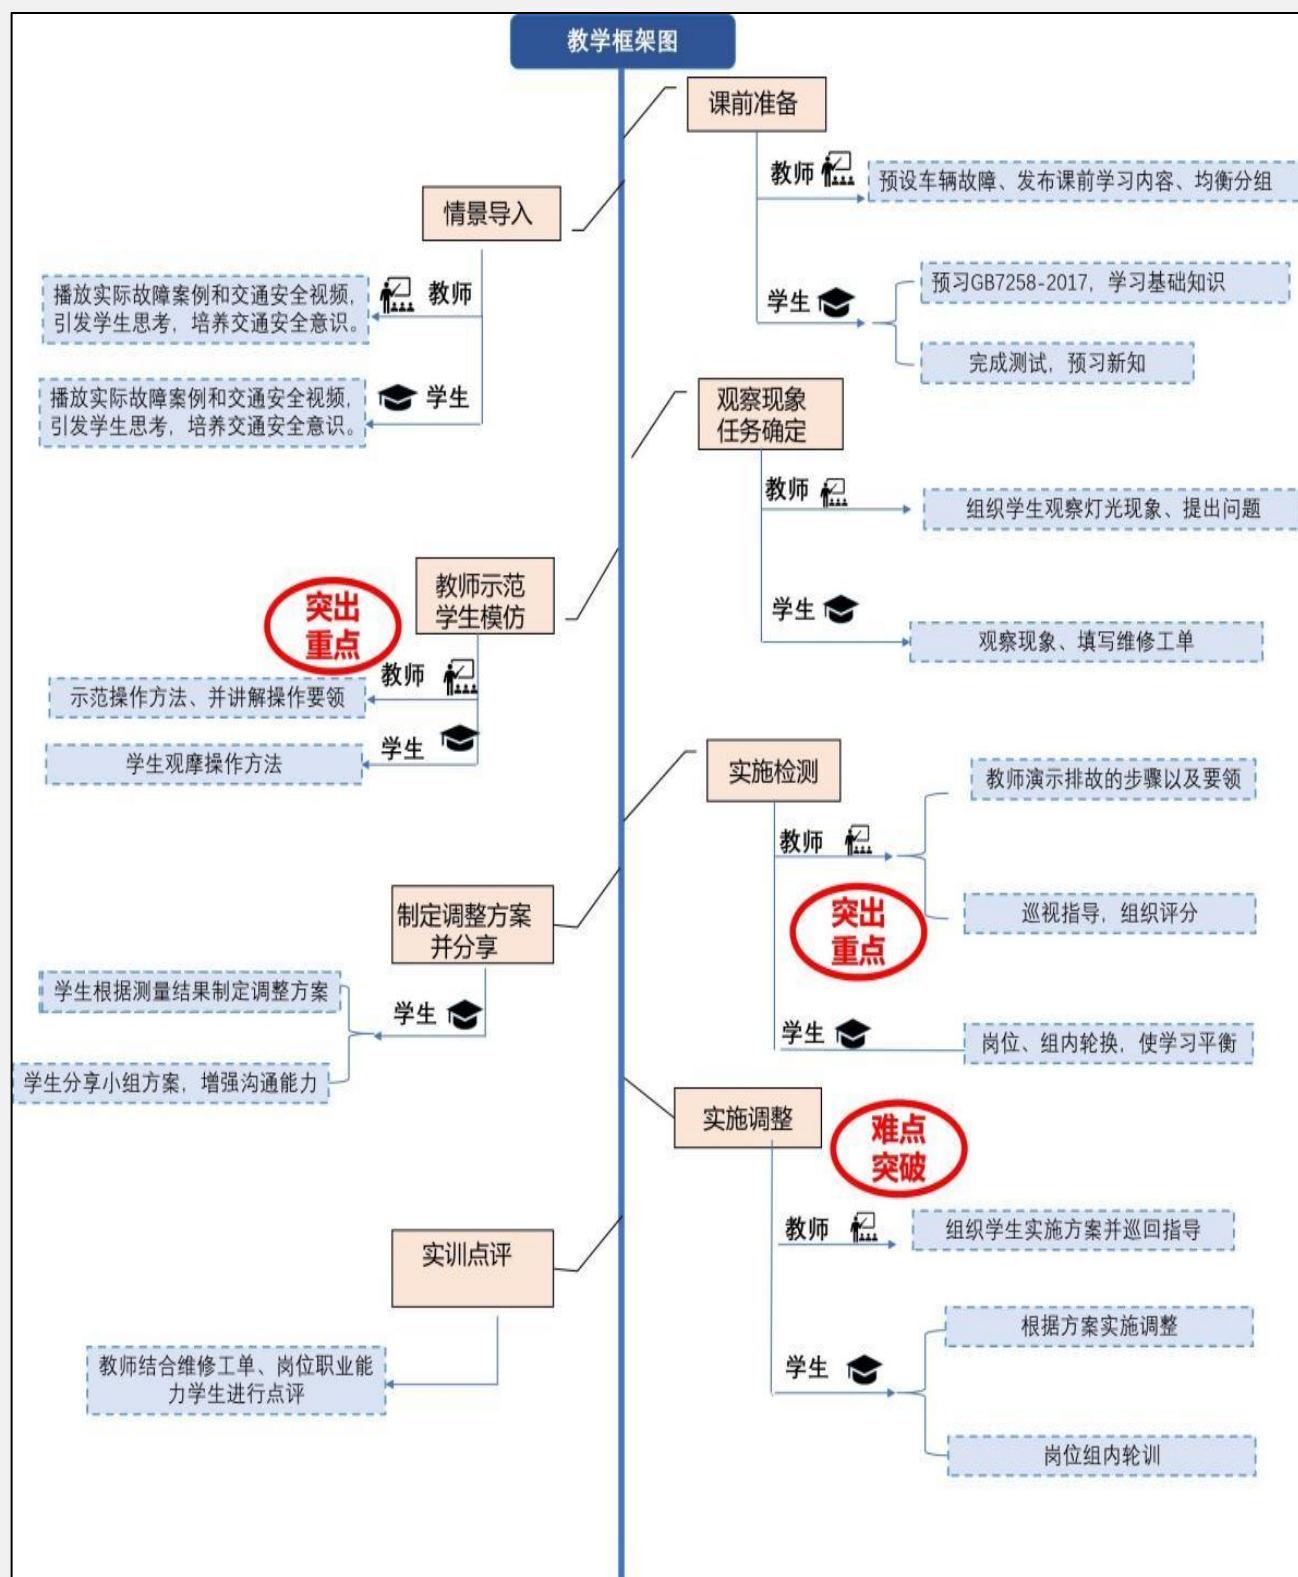 教学框架图
课前准备
教师
预设车辆故障、发布课前学习内容、均衡分组
学生
预习GB7258-2017，学习基础知识
完成测试，预习新知
情景导入
教师
播放实际故障案例和交通安全视频，
引发学生思考，培养交通安全意识。
学生
播放实际故障案例和交通安全视频，
引发学生思考，培养交通安全意识。
观察现象
任务确定
教师
组织学生观察灯光现象、提出问题
学生
观察现象、填写维修工单
教师示范
学生模仿
突出
重点
教师
示范操作方法、并讲解操作要领
学生
学生观摩操作方法
实施检测
教师
教师演示排故的步骤以及要领
巡视指导，组织评分
突出
重点
学生
岗位、组内轮换，使学习平衡
制定调整方案
并分享
学生
学生根据测量结果制定调整方案
学生分享小组方案，增强沟通能力
实施调整
难点
突破
教师
组织学生实施方案并巡回指导
学生
根据方案实施调整
岗位组内轮训
实训点评
教师结合维修工单、岗位职业能
力学生进行点评